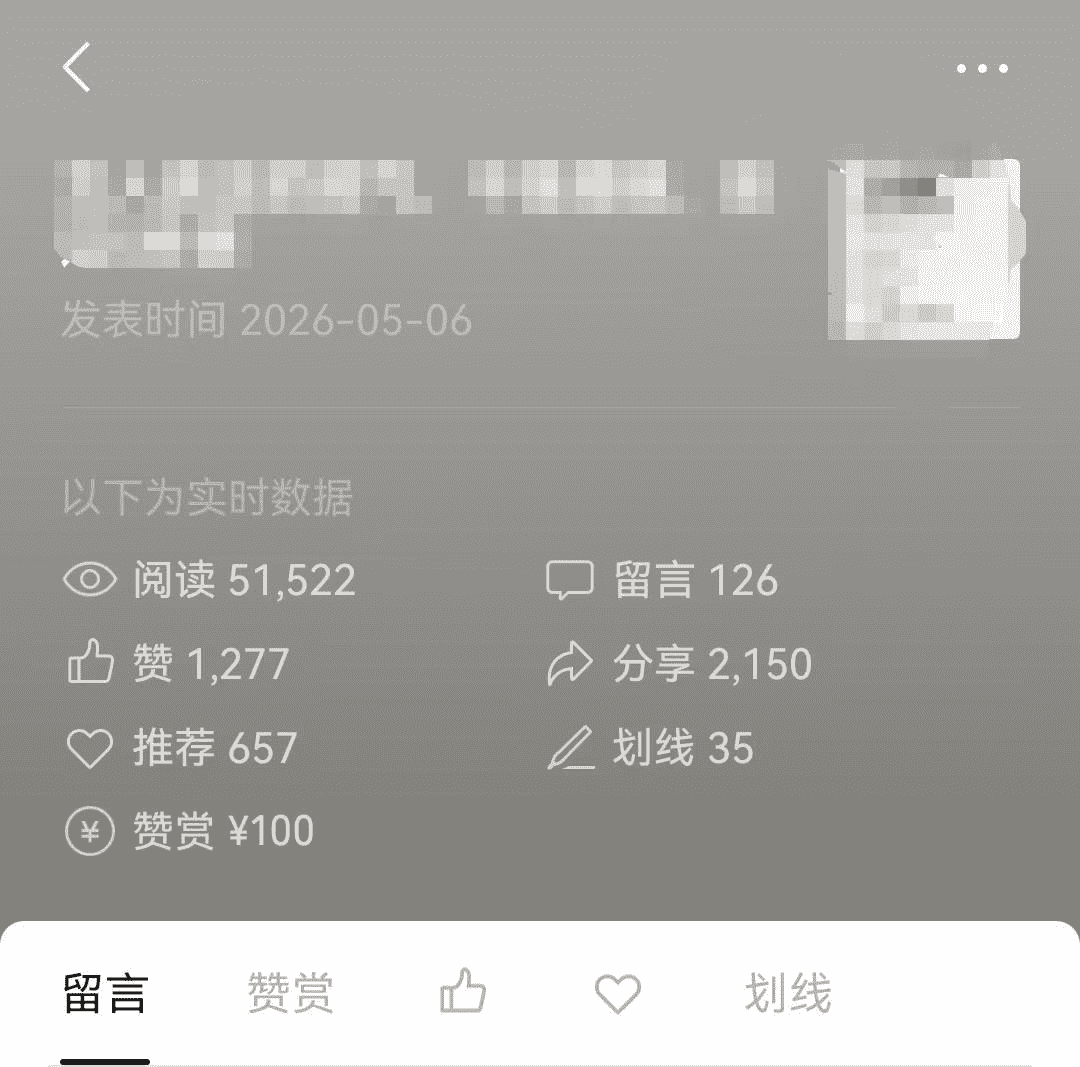 发表时间 2026-05-06
以下为实时数据
阅读 51,522
留言 126
赞 1,277
分享 2,150
推荐 657
划线 35
¥ 赞赏 ¥100
留言 赞赏 划线